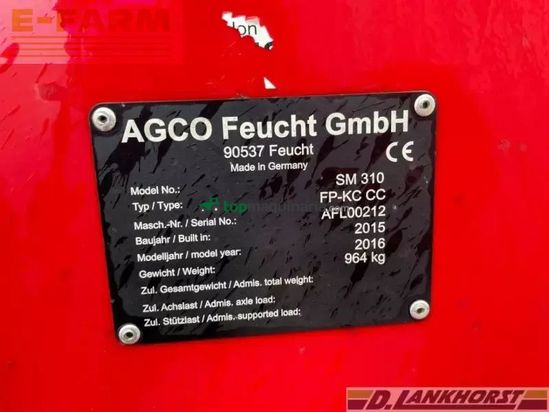 E-FARM
don
AGCO Feucht GmbH
90537 Feucht
Made in Germany
CE
Model No.: SM 310
Typ / Type: FP-KC CC
Masch.-Nr. / Serial No.: AFL00212
Baujahr / Built in: 2015
Modelljahr / model year: 2016
Gewicht / Weight: 964 kg
Zul. Gesamtgewicht / Admis. total weight:
Zul. Achslast / Admis. axle load:
Zul. Stützlast / Admis. supported load:
D. LANKHORST